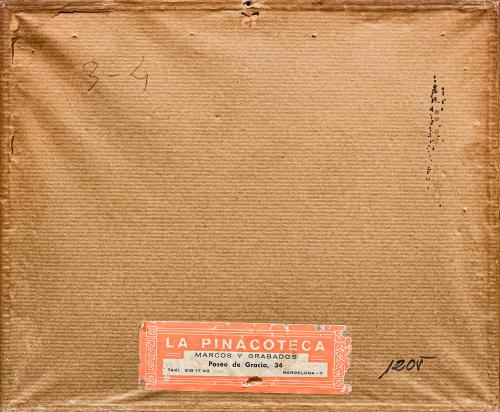 3-4
LA PINACOTECA
MARCOS Y GRABADOS
Paseo de Gracia, 34
BARCELONA - 7
1205